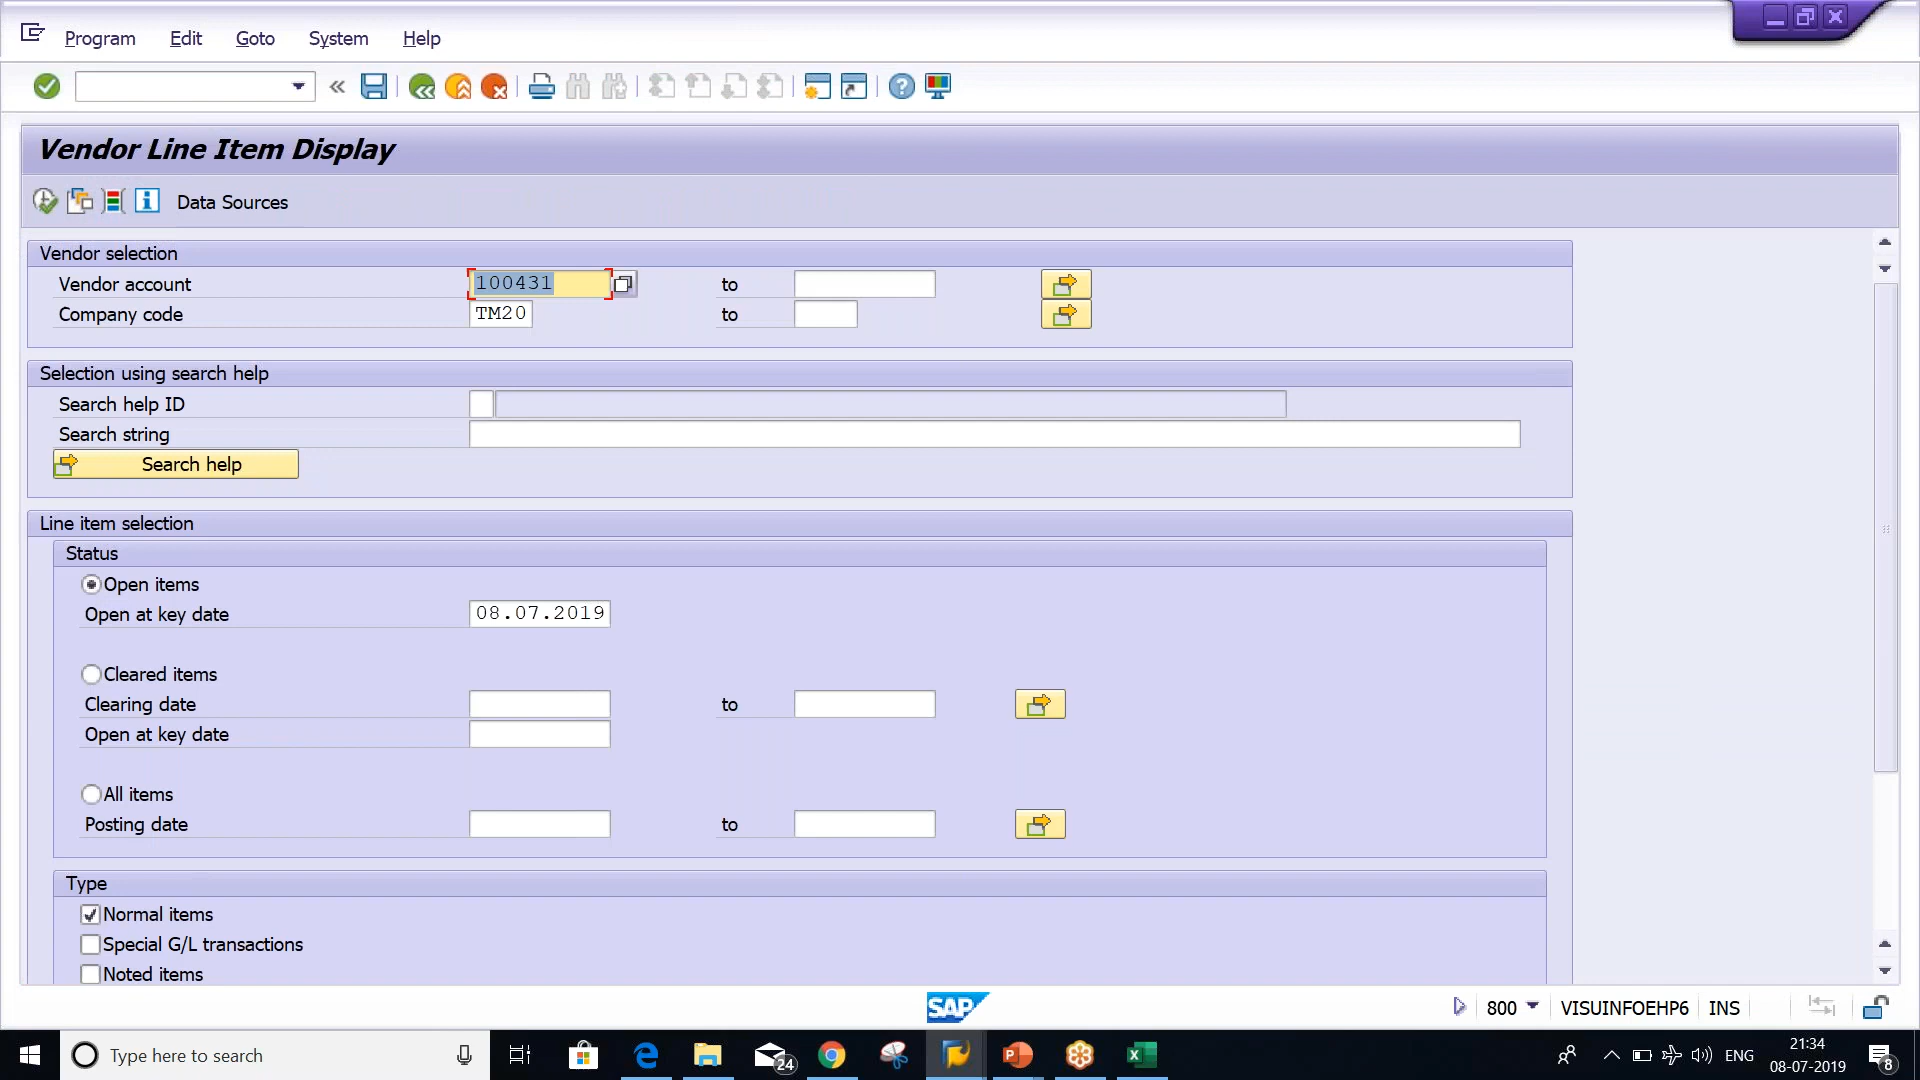 Program Edit Goto System Help
Vendor Line Item Display
Data Sources
Vendor selection
Vendor account 100431 to
Company code TM20 to
Selection using search help
Search help ID
Search string
Search help
Line item selection
Status
Open items
Open at key date 08.07.2019
Cleared items
Clearing date to
Open at key date
All items
Posting date to
Type
Normal items
Special G/L transactions
Noted items
SAP 800 VISUINFOEHP6 INS
Type here to search 24 ENG 21:34
08-07-2019 8